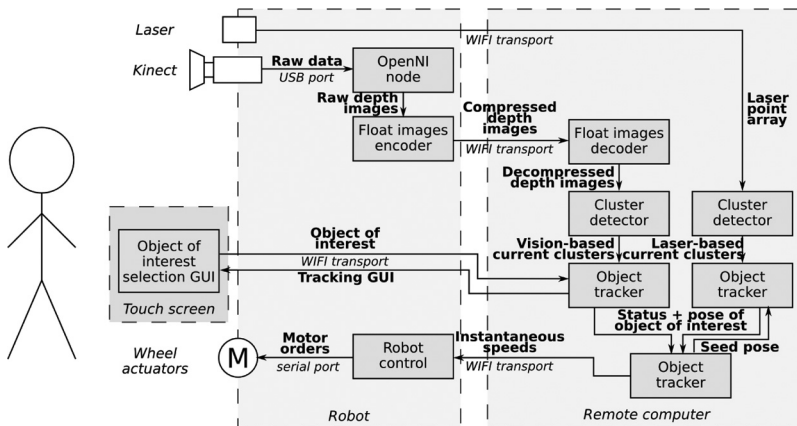 Laser
WIFI transport
Kinect
Raw data
USB port
OpenNI
node
Raw depth
images
Float images
encoder
Compressed
depth
images
WIFI transport
Float images
decoder
Laser
point
array
Decompressed
depth images
Cluster
detector
Cluster
detector
Vision-based
current clusters
Laser-based
current clusters
Object of
interest
selection GUI
Touch screen
Object of
interest
WIFI transport
Tracking GUI
Object
tracker
Object
tracker
Status + pose of
object of interest
Seed pose
Object
tracker
Instantaneous
speeds
WIFI transport
Robot
control
Motor
orders
serial port
M
Wheel
actuators
Robot
Remote computer